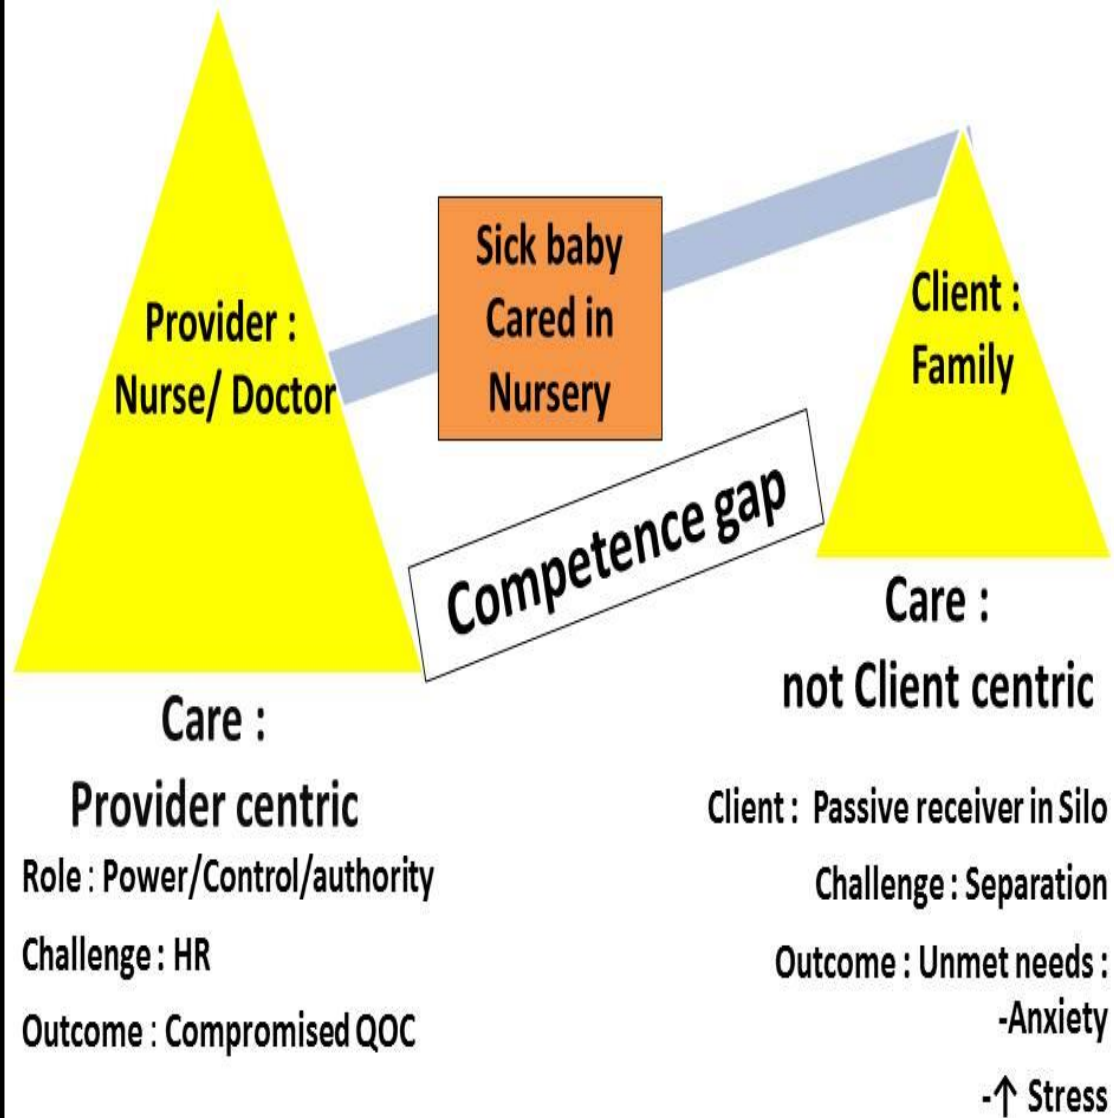 Provider :
Nurse/ Doctor
Sick baby
Cared in
Nursery
Client :
Family
Competence gap
Care :
Provider centric
Role : Power/Control/authority
Challenge : HR
Outcome : Compromised QOC
Care :
not Client centric
Client : Passive receiver in Silo
Challenge : Separation
Outcome : Unmet needs :
-Anxiety
-↑ Stress